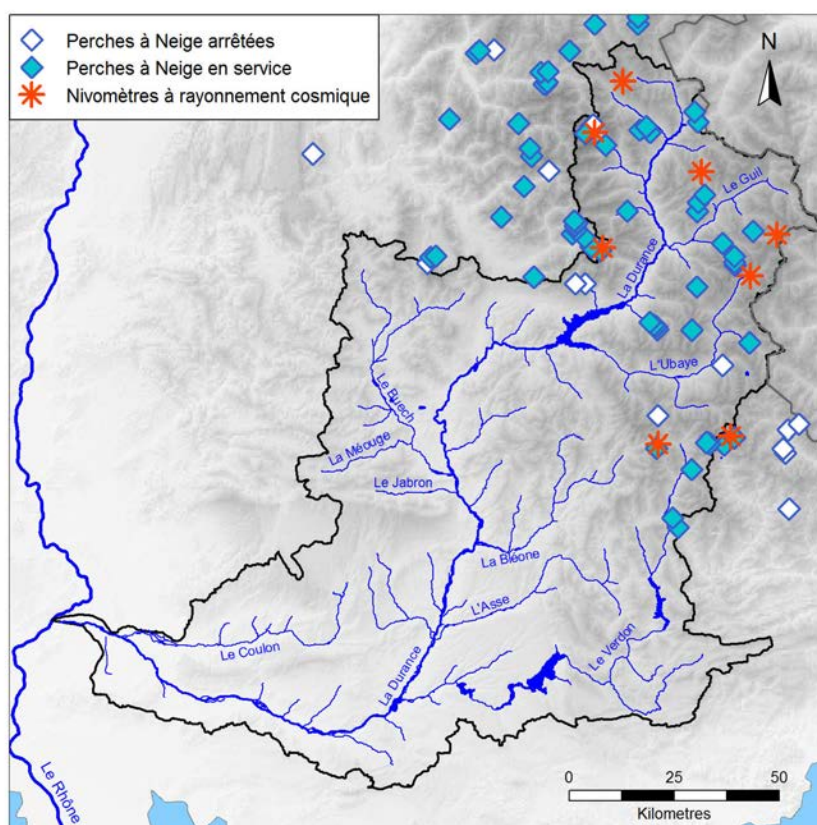 Perches à Neige arrêtées
Perches à Neige en service
Nivomètres à rayonnement cosmique
N
Le Guil
La Durance
L'Ubaye
Le Buech
La Méouge
Le Jabron
La Bléone
L'Asse
Le Verdon
Le Coulon
La Durance
Le Rhône
0 25 50
Kilometres